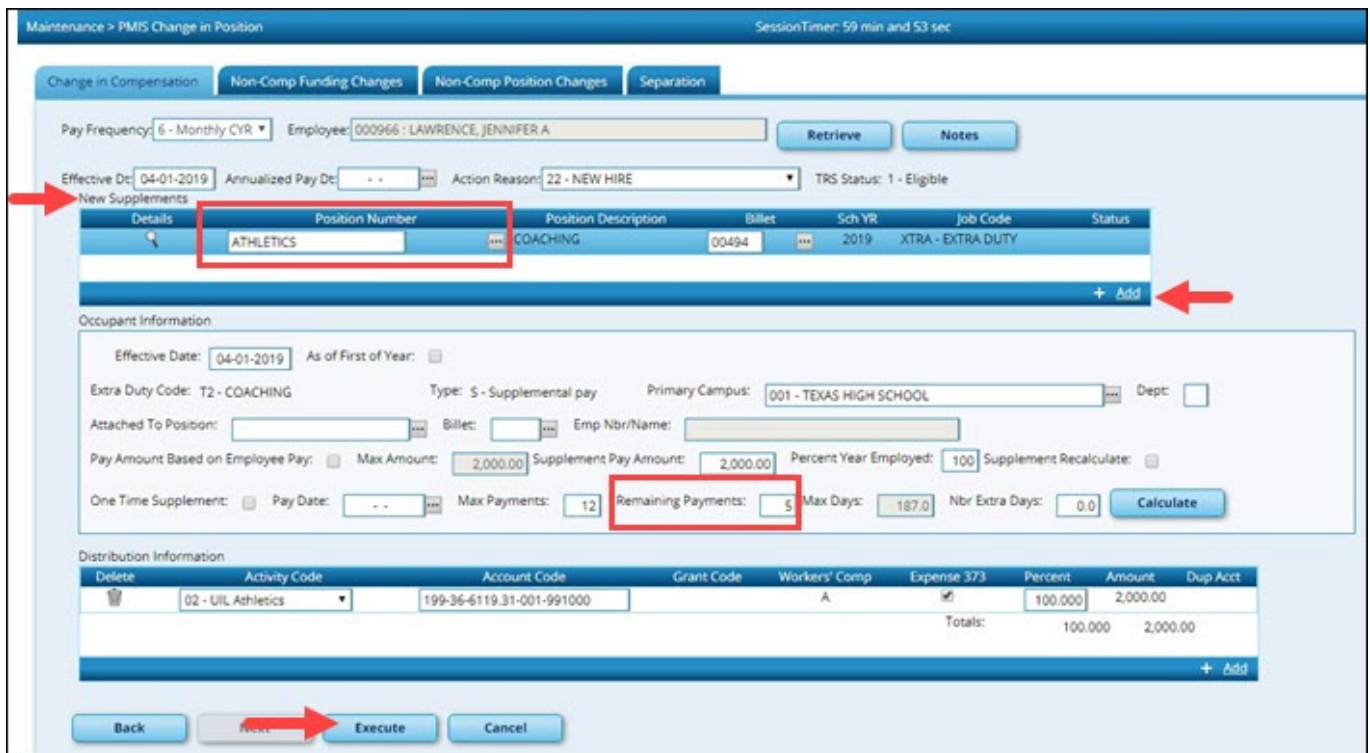 Maintenance > PMIS Change in Position SessionTimer: 59 min and 53 sec
Change in Compensation Non-Comp Funding Changes Non-Comp Position Changes Separation
Pay Frequency: 6 - Monthly CYR Employee: 000966 : LAWRENCE, JENNIFER A Retrieve Notes
Effective Dt: 04-01-2019 Annualized Pay Dt: - - Action Reason: 22 - NEW HIRE TRS Status: 1 - Eligible
New Supplements
Details Position Number Position Description Billet Sch YR Job Code Status
ATHLETICS COACHING 00494 2019 XTRA - EXTRA DUTY
+ Add
Occupant Information
Effective Date: 04-01-2019 As of First of Year:
Extra Duty Code: T2 - COACHING Type: S - Supplemental pay Primary Campus: 001 - TEXAS HIGH SCHOOL Dept:
Attached To Position: Billet: Emp Nbr/Name:
Pay Amount Based on Employee Pay: Max Amount: 2,000.00 Supplement Pay Amount: 2,000.00 Percent Year Employed: 100 Supplement Recalculate:
One Time Supplement: Pay Date: - - Max Payments: 12 Remaining Payments: 5 Max Days: 187.0 Nbr Extra Days: 0.0 Calculate
Distribution Information
Delete Activity Code Account Code Grant Code Workers' Comp Expense 373 Percent Amount Dup Acct
02 - UIL Athletics 199-36-6119.31-001-991000 A 100.000 2,000.00
Totals: 100.000 2,000.00
+ Add
Back Next Execute Cancel